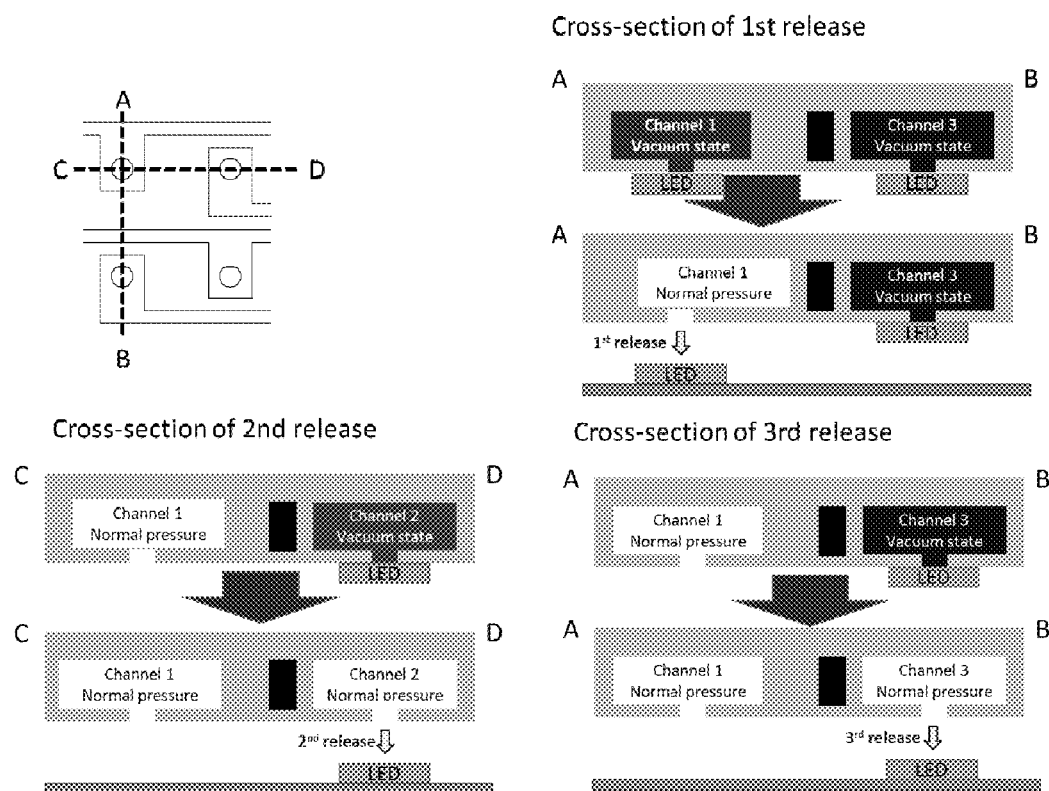 Cross-section of 1st release
A
B
Channel 1
Vacuum state
Channel 3
Vacuum state
LED
LED
A
B
Channel 1
Normal pressure
Channel 3
Vacuum state
LED
1st release
LED
A
C
D
B
Cross-section of 2nd release
C
D
Channel 1
Normal pressure
Channel 2
Vacuum state
LED
C
D
Channel 1
Normal pressure
Channel 2
Normal pressure
2nd release
LED
Cross-section of 3rd release
A
B
Channel 1
Normal pressure
Channel 3
Vacuum state
LED
A
B
Channel 1
Normal pressure
Channel 3
Normal pressure
3rd release
LED